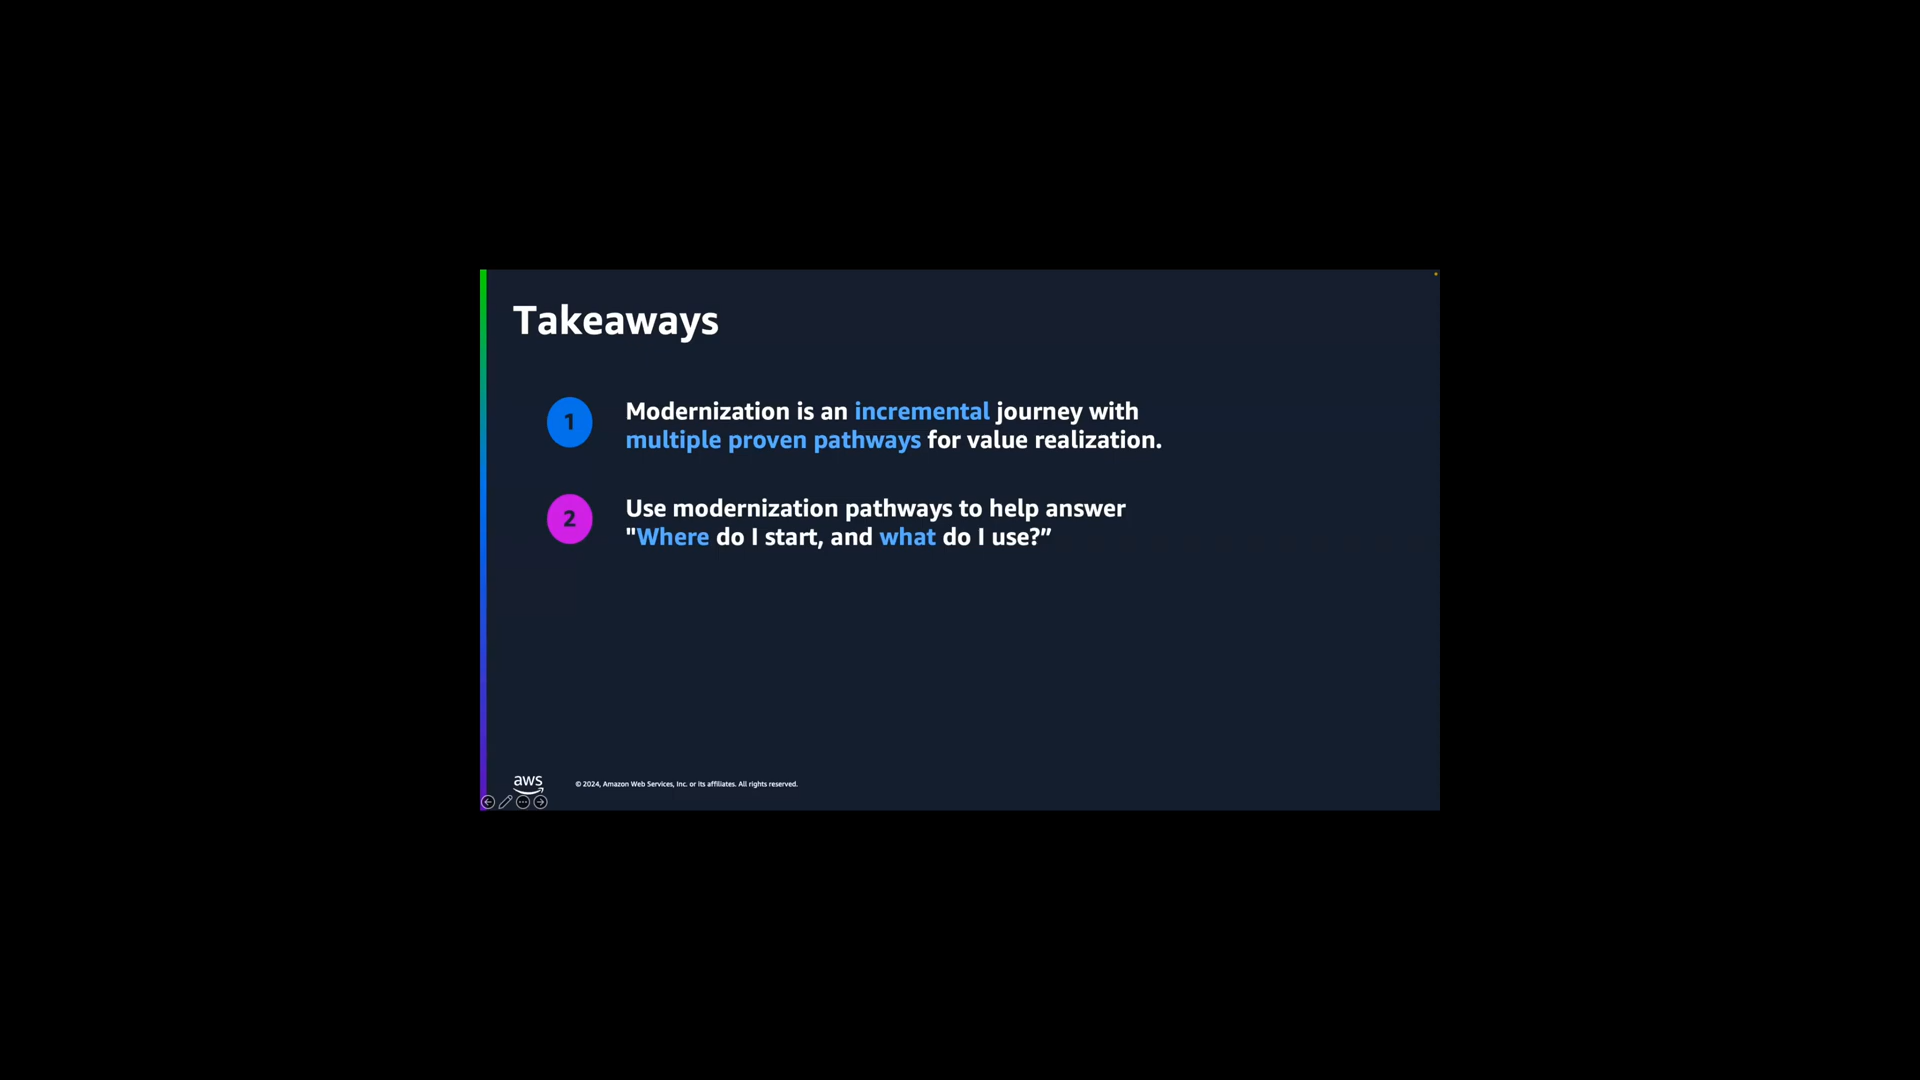 Takeaways
1
Modernization is an incremental journey with
multiple proven pathways for value realization.
2
Use modernization pathways to help answer
"Where do I start, and what do I use?”
aws
© 2024, Amazon Web Services, Inc. or its affiliates. All rights reserved.